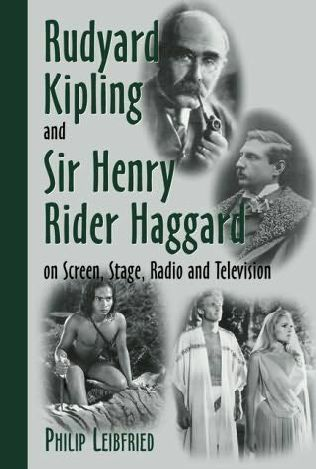 Rudyard
Kipling
and
Sir Henry
Rider Haggard
on Screen, Stage, Radio and Television
PHILIP LEIBFRIED